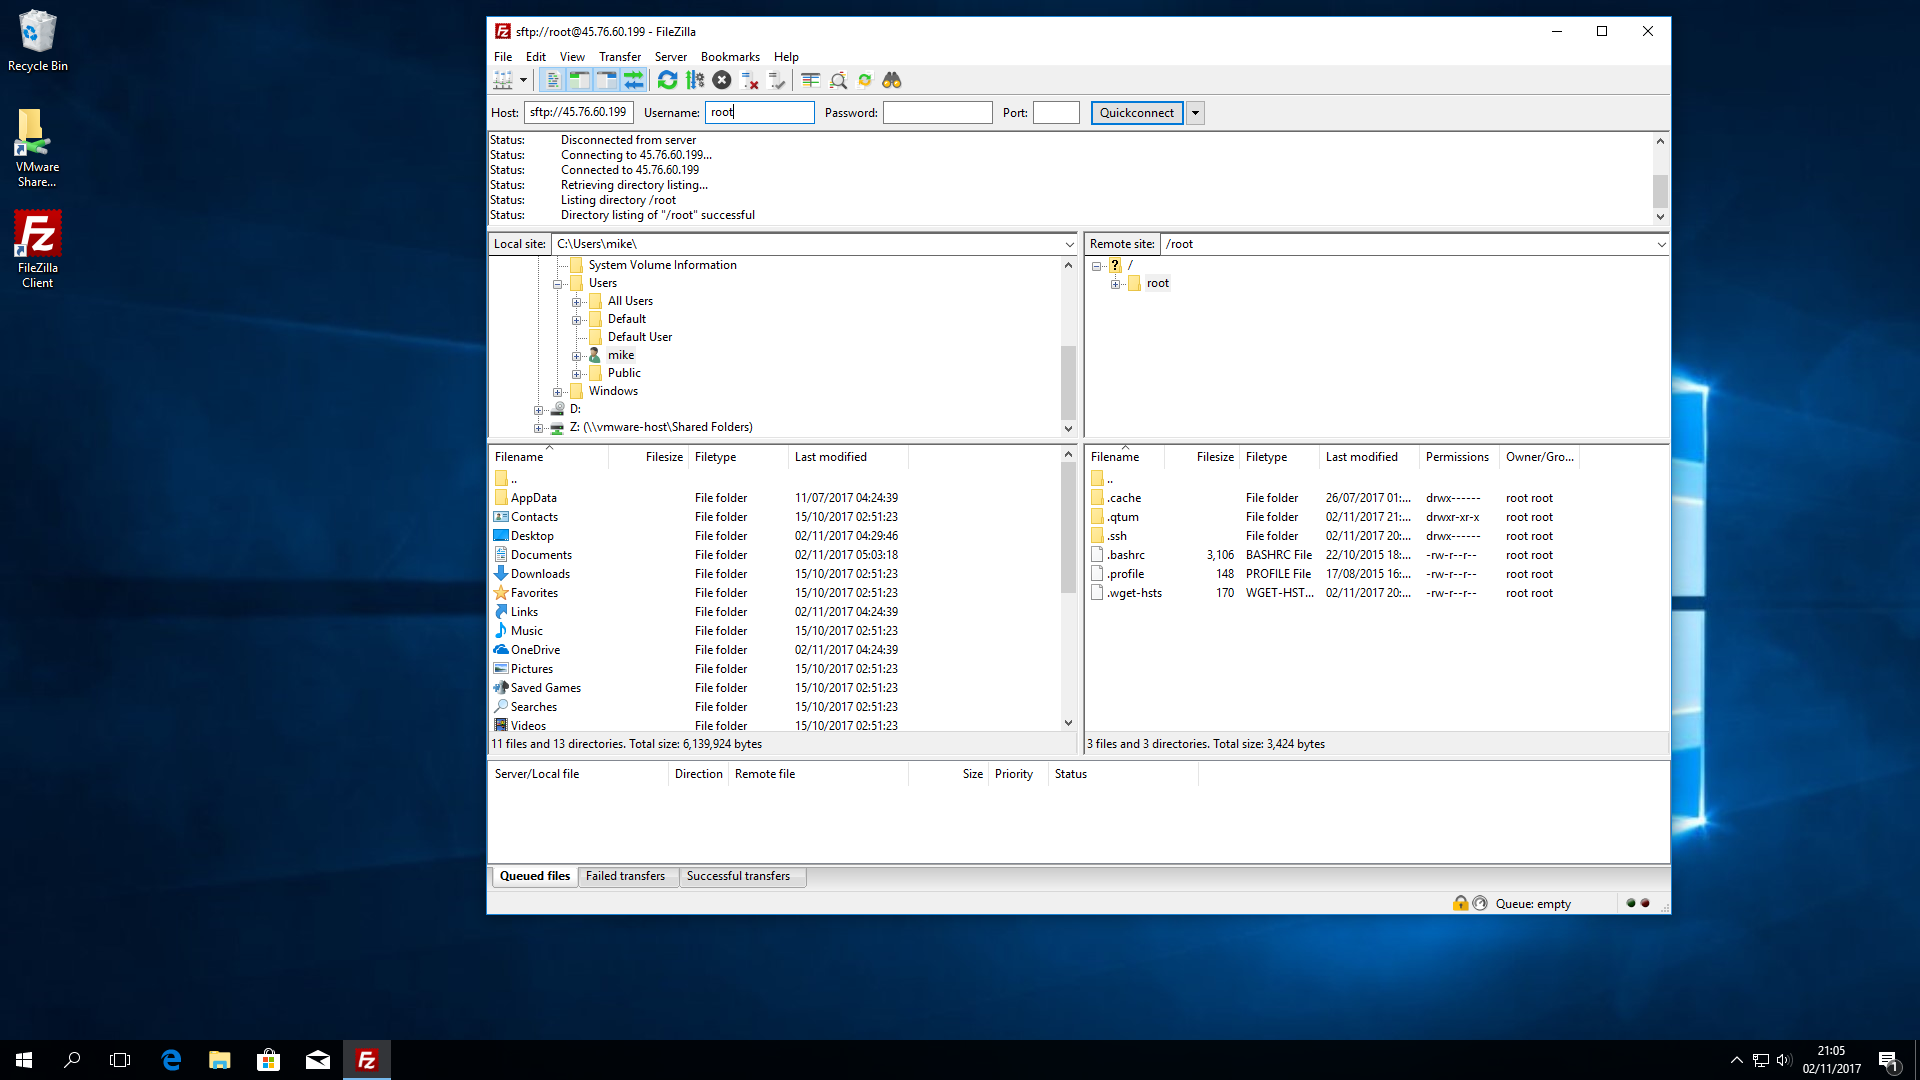 Recycle Bin
VMware
Share...
FileZilla
Client
sftp://root@45.76.60.199 - FileZilla
File Edit View Transfer Server Bookmarks Help
Host: sftp://45.76.60.199 Username: root Password: Port: Quickconnect
Status: Disconnected from server
Status: Connecting to 45.76.60.199...
Status: Connected to 45.76.60.199
Status: Retrieving directory listing...
Status: Listing directory /root
Status: Directory listing of "/root" successful
Local site: C:\Users\mike\
System Volume Information
Users
All Users
Default
Default User
mike
Public
Windows
D:
Z: (\\vmware-host\Shared Folders)
Remote site: /root
/
root
Filename Filesize Filetype Last modified
..
AppData File folder 11/07/2017 04:24:39
Contacts File folder 15/10/2017 02:51:23
Desktop File folder 02/11/2017 04:29:46
Documents File folder 02/11/2017 05:03:18
Downloads File folder 15/10/2017 02:51:23
Favorites File folder 15/10/2017 02:51:23
Links File folder 02/11/2017 04:24:39
Music File folder 15/10/2017 02:51:23
OneDrive File folder 02/11/2017 04:24:39
Pictures File folder 15/10/2017 02:51:23
Saved Games File folder 15/10/2017 02:51:23
Searches File folder 15/10/2017 02:51:23
Videos File folder 15/10/2017 02:51:23
11 files and 13 directories. Total size: 6,139,924 bytes
Filename Filesize Filetype Last modified Permissions Owner/Gro...
..
.cache File folder 26/07/2017 01:... drwx------ root root
.qtum File folder 02/11/2017 21:... drwxr-xr-x root root
.ssh File folder 02/11/2017 20:... drwx------ root root
.bashrc 3,106 BASHRC File 22/10/2015 18:... -rw-r--r-- root root
.profile 148 PROFILE File 17/08/2015 16:... -rw-r--r-- root root
.wget-hsts 170 WGET-HST... 02/11/2017 20:... -rw-r--r-- root root
3 files and 3 directories. Total size: 3,424 bytes
Server/Local file Direction Remote file Size Priority Status
Queued files Failed transfers Successful transfers
Queue: empty
21:05
02/11/2017
1